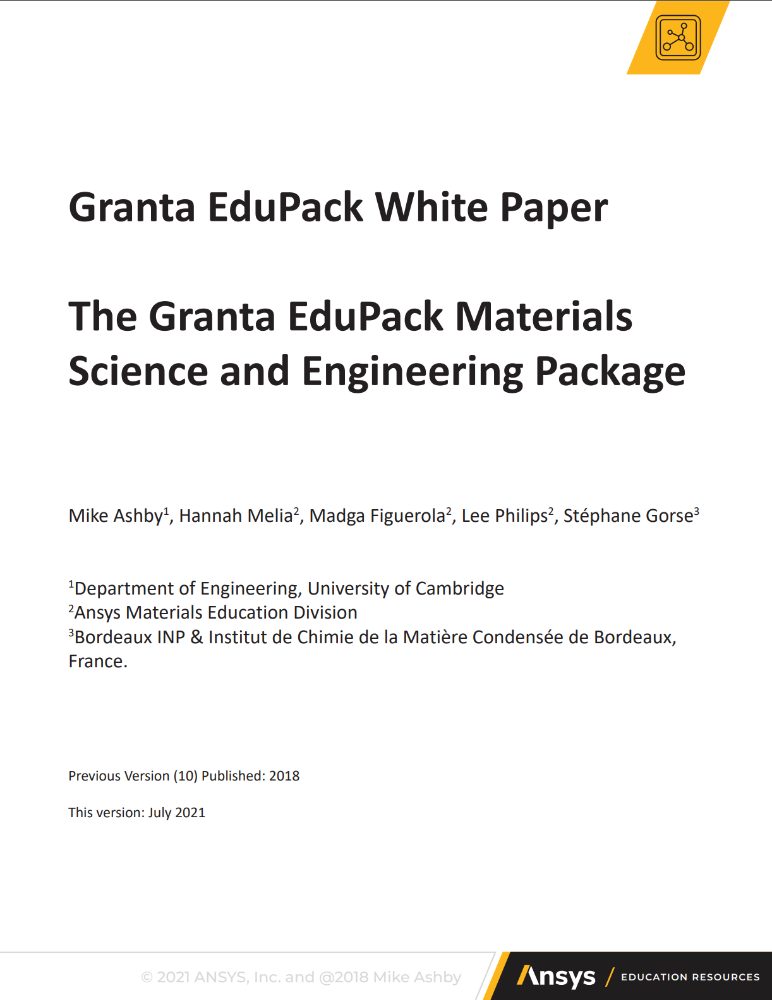 Granta EduPack White Paper
The Granta EduPack Materials
Science and Engineering Package
Mike Ashby¹, Hannah Melia², Madga Figuerola², Lee Philips², Stéphane Gorse³
¹Department of Engineering, University of Cambridge
²Ansys Materials Education Division
³Bordeaux INP & Institut de Chimie de la Matière Condensée de Bordeaux,
France.
Previous Version (10) Published: 2018
This version: July 2021
© 2021 ANSYS, Inc. and @2018 Mike Ashby
Ansys / EDUCATION RESOURCES